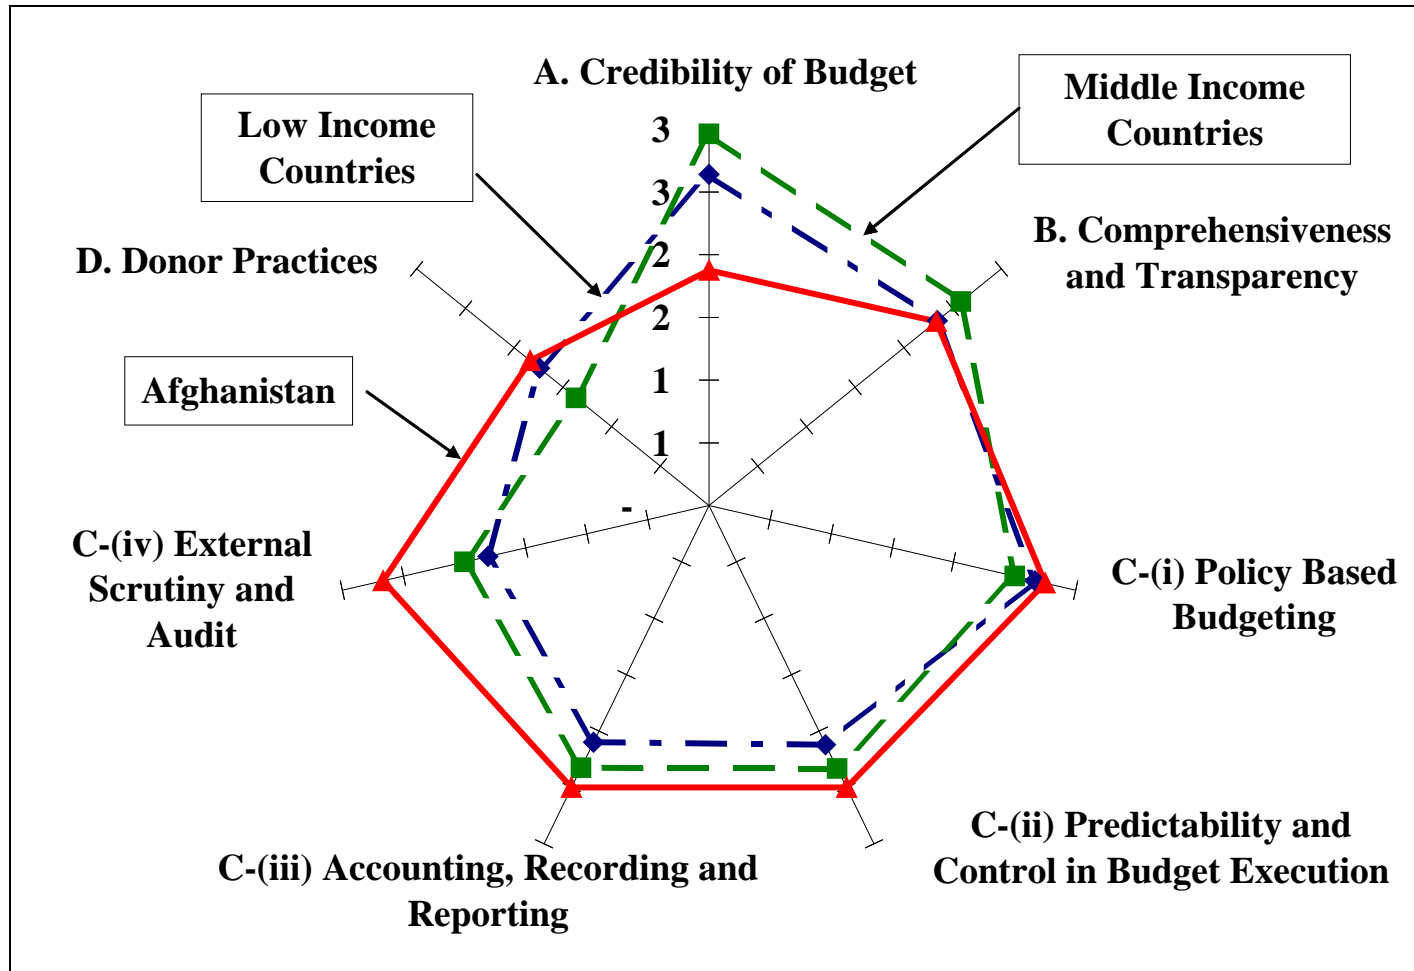 A. Credibility of Budget
Middle Income
Countries
Low Income
Countries
3
3
2
2
1
1
-
B. Comprehensiveness
and Transparency
D. Donor Practices
Afghanistan
C-(iv) External
Scrutiny and
Audit
C-(i) Policy Based
Budgeting
C-(ii) Predictability and
Control in Budget Execution
C-(iii) Accounting, Recording and
Reporting